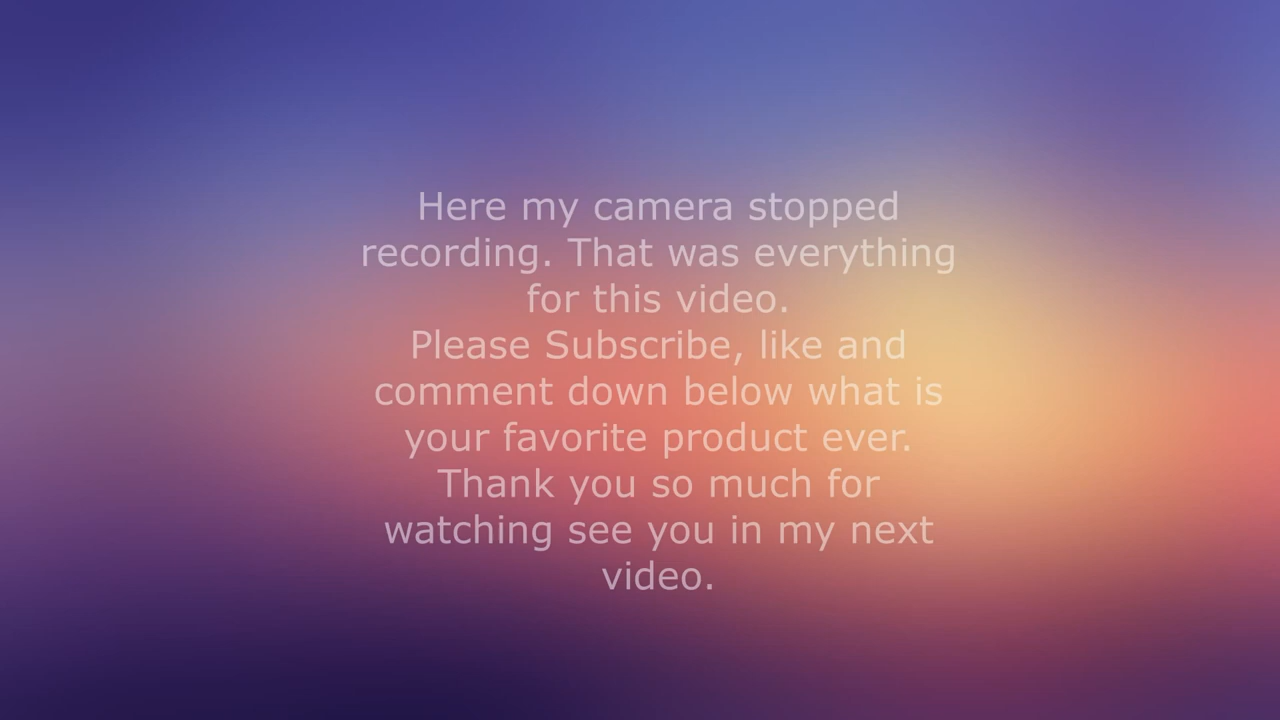 Here my camera stopped
recording. That was everything
for this video.
Please Subscribe, like and
comment down below what is
your favorite product ever.
Thank you so much for
watching see you in my next
video.